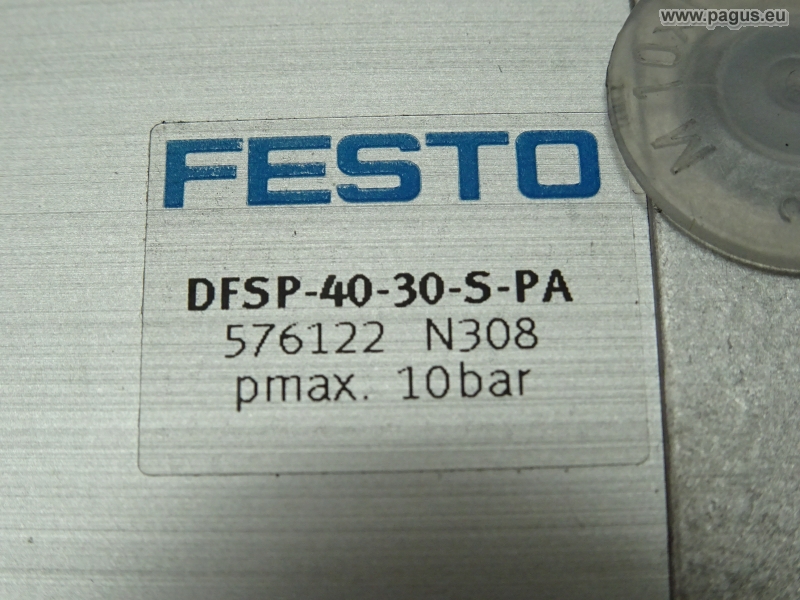 www.pagus.eu
FESTO
DFSP-40-30-S-PA
576122 N308
pmax. 10bar